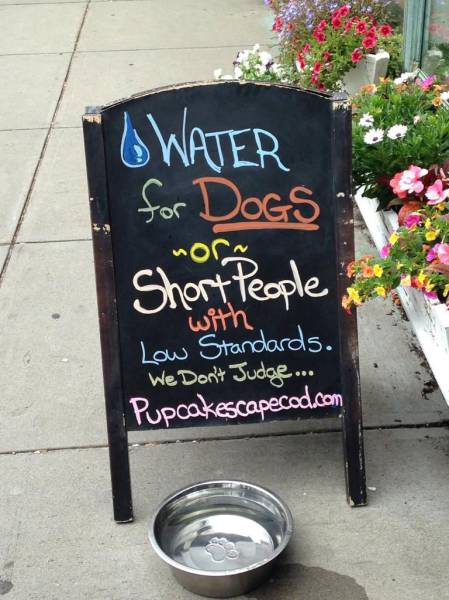 WATER
for DOGS
~or~
Short People
with
Low Standards.
We Don't Judge...
Pupcakescapecod.com